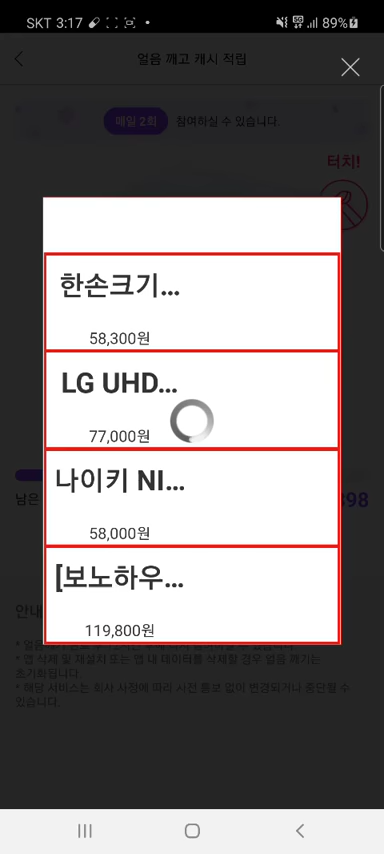 SKT 3:17
5G
89%
얼음 깨고 캐시 적립
매일 2회 참여하실 수 있습니다.
터치!
한손크기...
58,300원
LG UHD...
77,000원
나이키 NI...
58,000원
남은
398
[보노하우...
119,800원
안내
* 앱 삭제 및 재설치 또는 앱 내 데이터를 삭제할 경우 얼음 깨기는
초기화됩니다.
* 해당 서비스는 회사 사정에 따라 사전 통보 없이 변경되거나 중단될 수
있습니다.